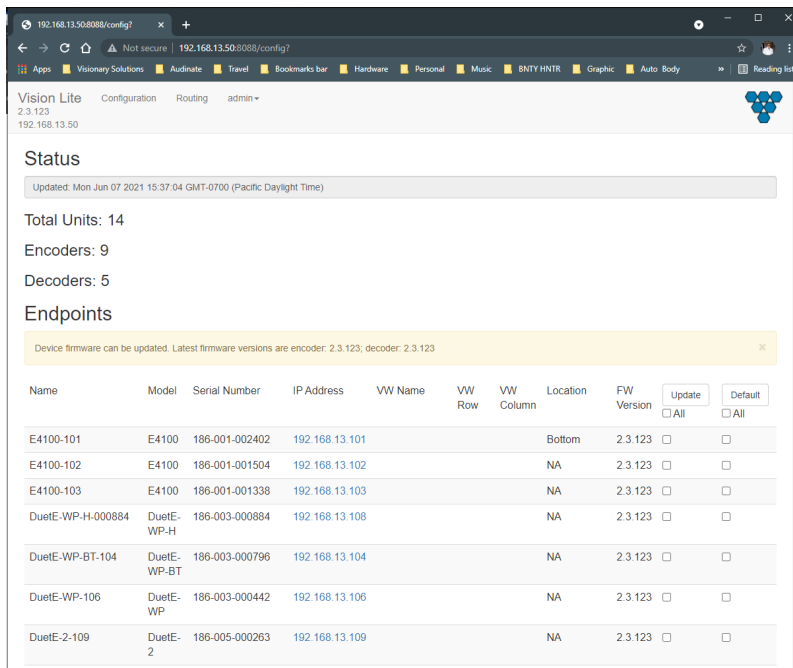 192.168.13.50:8088/config?
Not secure | 192.168.13.50:8088/config?
Apps Visionary Solutions Audinate Travel Bookmarks bar Hardware Personal Music BNTY HNTR Graphic Auto Body » Reading list
Vision Lite Configuration Routing admin
2.3.123
192.168.13.50
Status
Updated: Mon Jun 07 2021 15:37:04 GMT-0700 (Pacific Daylight Time)
Total Units: 14
Encoders: 9
Decoders: 5
Endpoints
Device firmware can be updated. Latest firmware versions are encoder: 2.3.123; decoder: 2.3.123 ×
Name Model Serial Number IP Address VW Name VW Row VW Column Location FW Version Update All Default All
E4100-101 E4100 186-001-002402 192.168.13.101 Bottom 2.3.123
E4100-102 E4100 186-001-001504 192.168.13.102 NA 2.3.123
E4100-103 E4100 186-001-001338 192.168.13.103 NA 2.3.123
DuetE-WP-H-000884 DuetE-WP-H 186-003-000884 192.168.13.108 NA 2.3.123
DuetE-WP-BT-104 DuetE-WP-BT 186-003-000796 192.168.13.104 NA 2.3.123
DuetE-WP-106 DuetE-WP 186-003-000442 192.168.13.106 NA 2.3.123
DuetE-2-109 DuetE-2 186-005-000263 192.168.13.109 NA 2.3.123